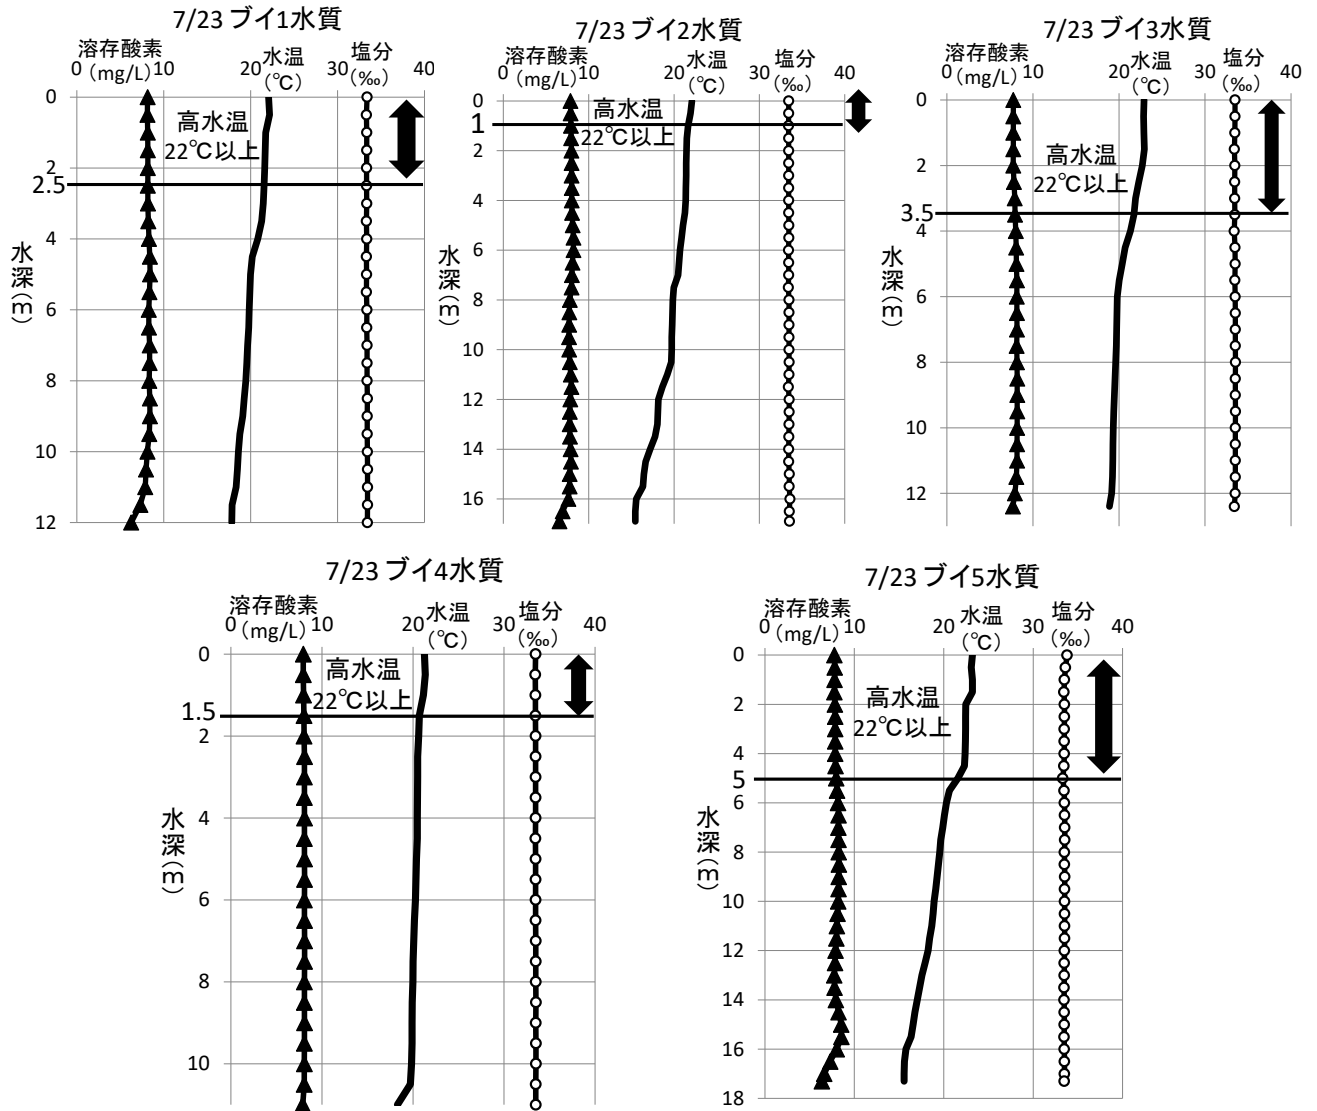 7/23 ブイ1水質
溶存酸素 水温 塩分
0 (mg/L) 10 20 (℃) 30 (‰) 40
0
高水温
22℃以上
2
2.5
4
6
8
10
12
水深(m)
7/23 ブイ2水質
溶存酸素 水温 塩分
0 (mg/L) 10 20 (℃) 30 (‰) 40
0
高水温
1
22℃以上
2
4
6
8
10
12
14
16
水深(m)
7/23 ブイ3水質
溶存酸素 水温 塩分
0 (mg/L) 10 20 (℃) 30 (‰) 40
0
高水温
2
22℃以上
3.5
4
6
8
10
12
水深(m)
7/23 ブイ4水質
溶存酸素 水温 塩分
0 (mg/L) 10 20 (℃) 30 (‰) 40
0
高水温
22℃以上
1.5
2
4
6
8
10
水深(m)
7/23 ブイ5水質
溶存酸素 水温 塩分
0 (mg/L) 10 20 (℃) 30 (‰) 40
0
高水温
2
22℃以上
4
5
6
8
10
12
14
16
18
水深(m)